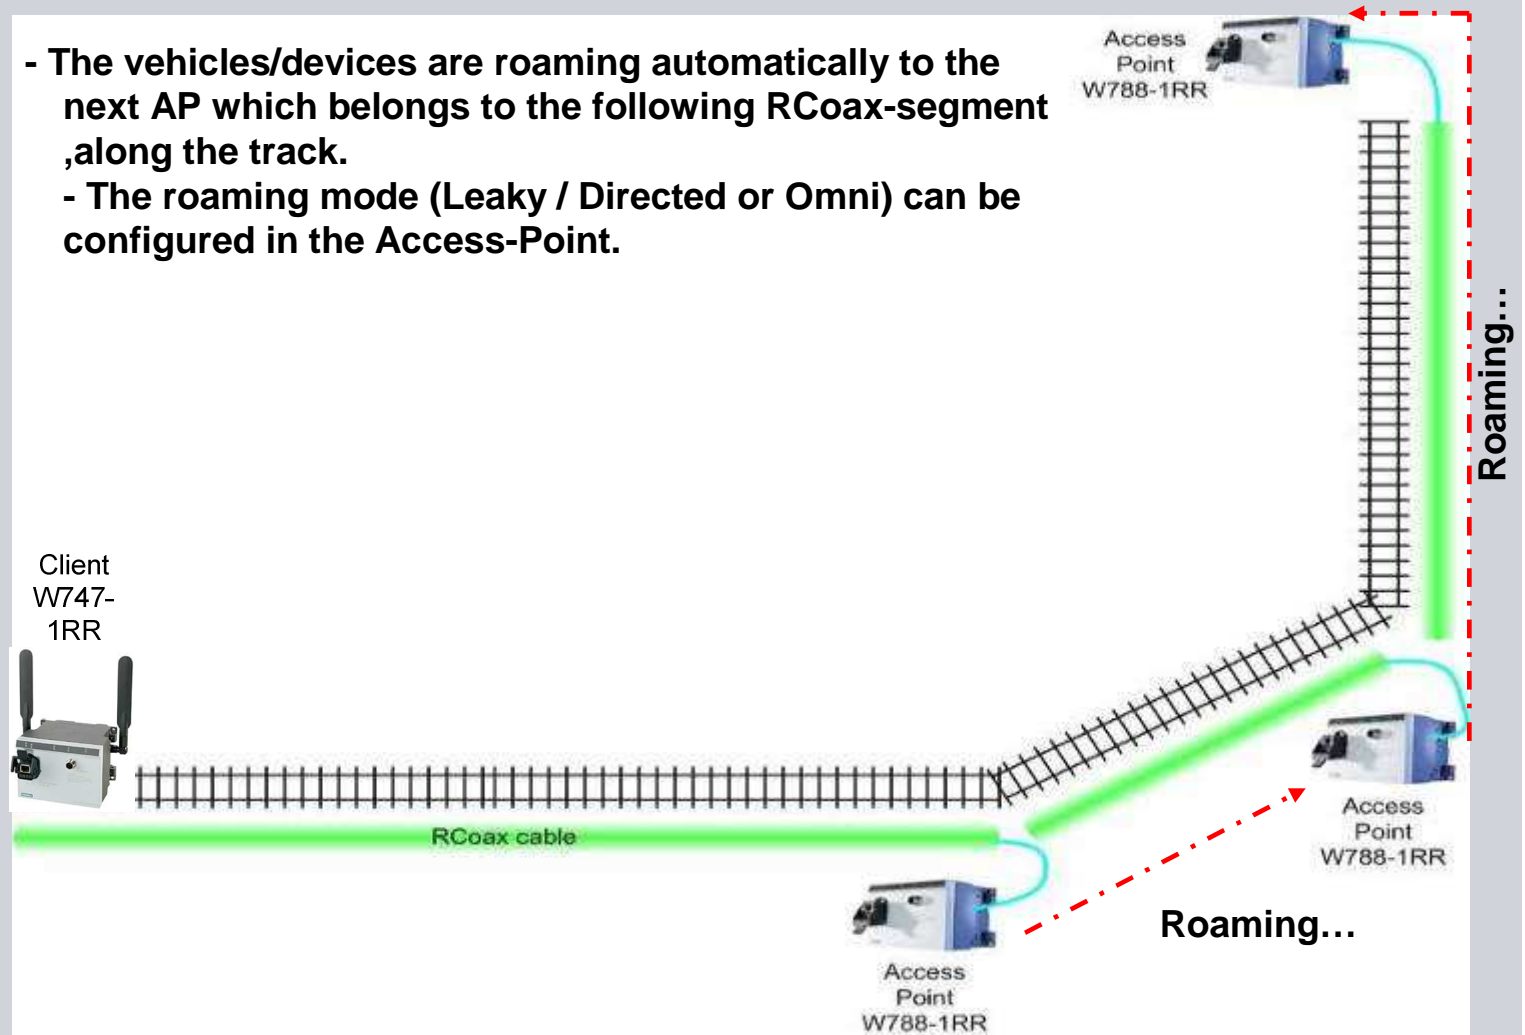 - The vehicles/devices are roaming automatically to the
next AP which belongs to the following RCoax-segment
,along the track.
- The roaming mode (Leaky / Directed or Omni) can be
configured in the Access-Point.
Access
Point
W788-1RR
Roaming...
Client
W747-
1RR
RCoax cable
Access
Point
W788-1RR
Roaming...
Access
Point
W788-1RR